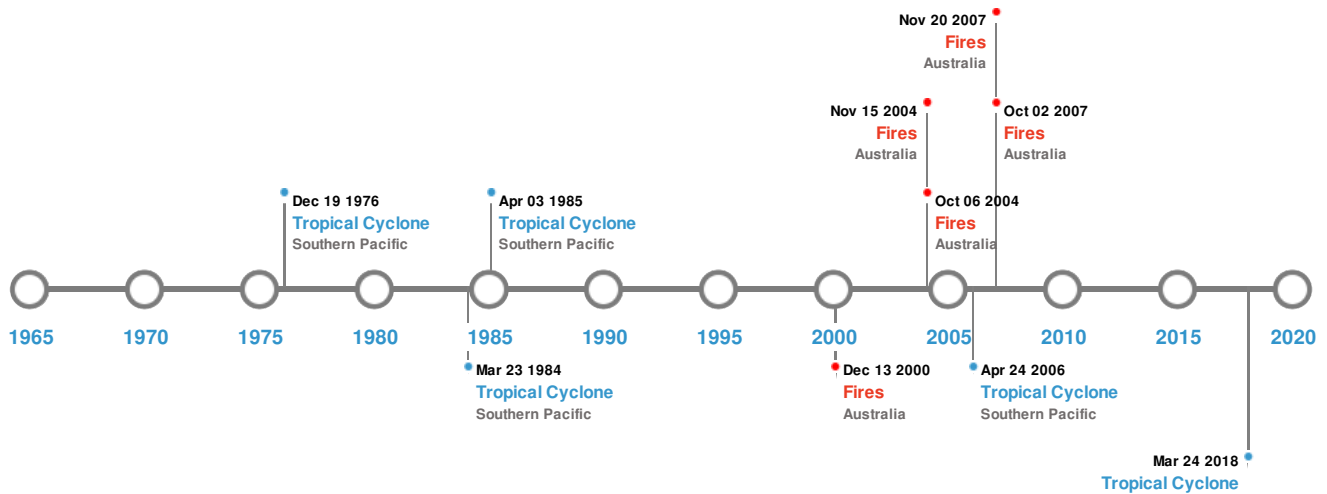 Nov 20 2007
Fires
Australia
Nov 15 2004
Fires
Australia
Oct 02 2007
Fires
Australia
Dec 19 1976
Tropical Cyclone
Southern Pacific
Apr 03 1985
Tropical Cyclone
Southern Pacific
Oct 06 2004
Fires
Australia
1965 1970 1975 1980 1985 1990 1995 2000 2005 2010 2015 2020
Mar 23 1984
Tropical Cyclone
Southern Pacific
Dec 13 2000
Fires
Australia
Apr 24 2006
Tropical Cyclone
Southern Pacific
Mar 24 2018
Tropical Cyclone